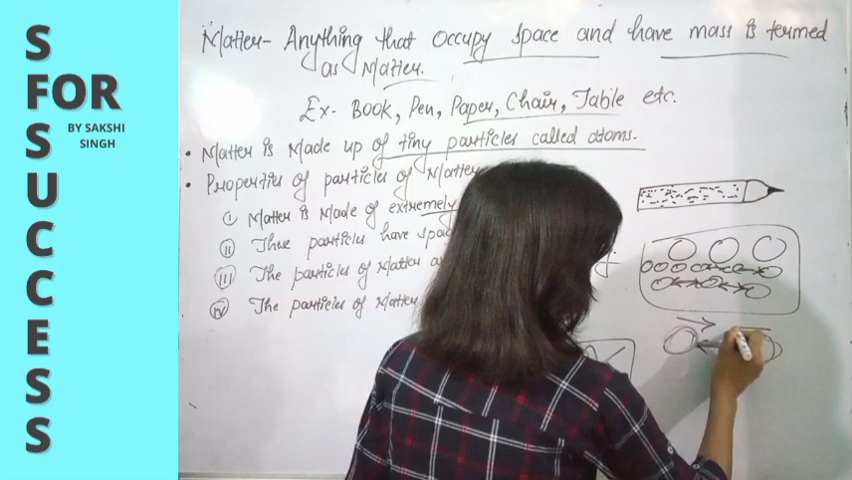 S
FOR
S
U
C
C
E
S
S
BY SAKSHI
SINGH
Matter- Anything that occupy space and have mass is termed
as Matter.
Ex- Book, Pen, Paper, Chair, Table etc.
• Matter is Made up of tiny particles called atoms.
• Properties of particles of Matter
(i) Matter is Made of extremely
(ii) These particles have spac
(iii) The particles of Matter a
(iv) The particles of Matter